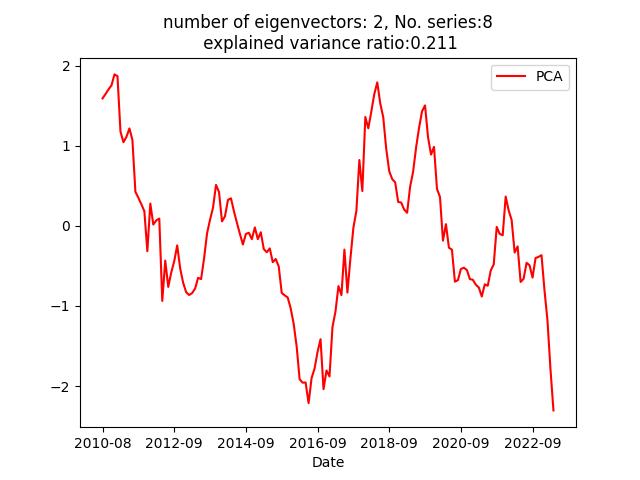 number of eigenvectors: 2, No. series:8
explained variance ratio:0.211
PCA
2
1
0
−1
−2
2010-08 2012-09 2014-09 2016-09 2018-09 2020-09 2022-09
Date